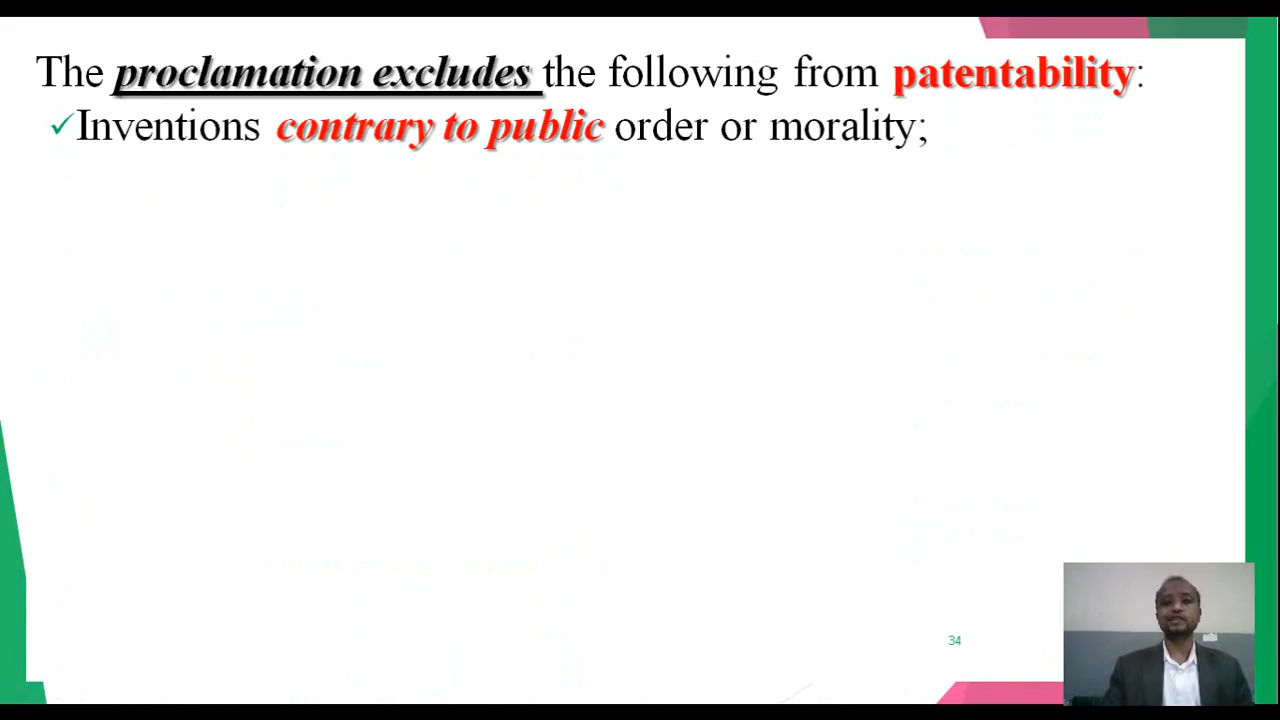 The proclamation excludes the following from patentability:
✓Inventions contrary to public order or morality;
34